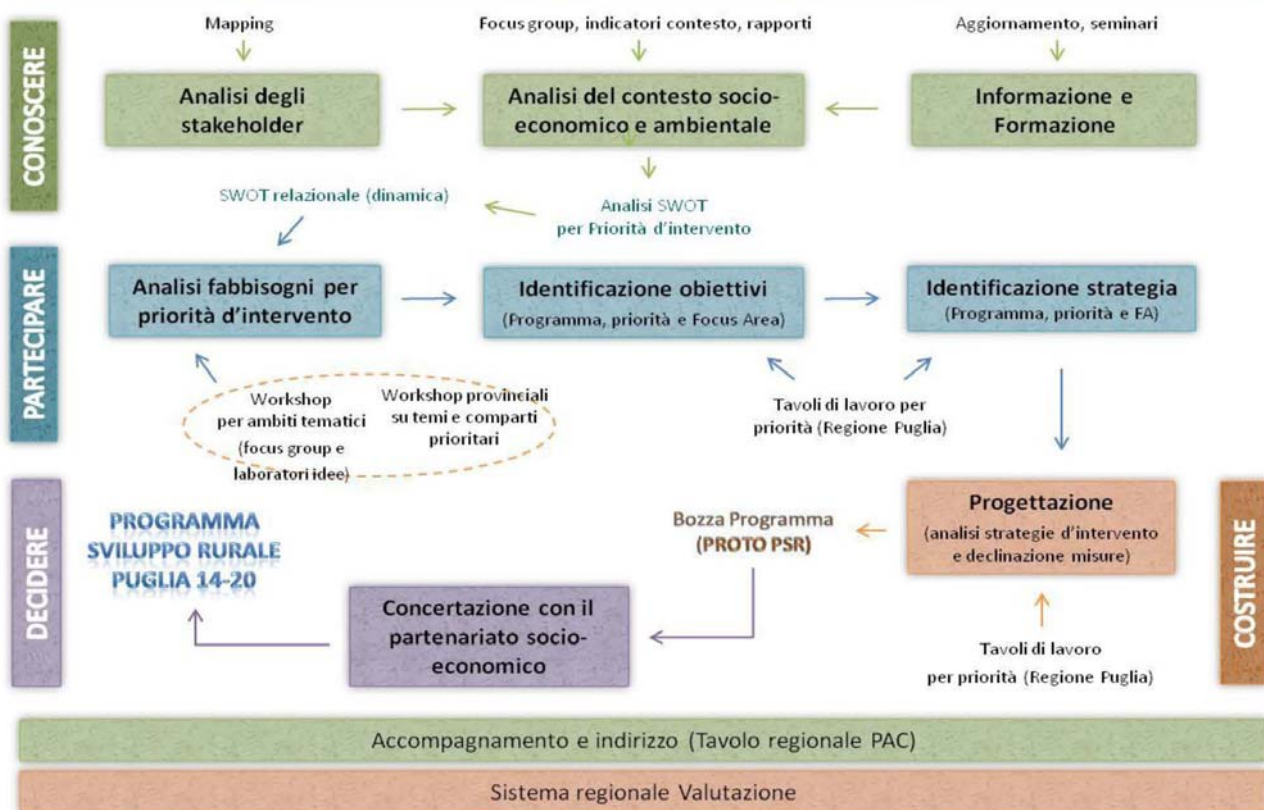 CONOSCERE
Mapping
Focus group, indicatori contesto, rapporti
Aggiornamento, seminari
Analisi degli
stakeholder
Analisi del contesto socio-
economico e ambientale
Informazione e
Formazione
SWOT relazionale (dinamica)
Analisi SWOT
per Priorità d'intervento
PARTECIPARE
Analisi fabbisogni per
priorità d'intervento
Identificazione obiettivi
(Programma, priorità e Focus Area)
Identificazione strategia
(Programma, priorità e FA)
Workshop
per ambiti tematici
(focus group e
laboratori idee)
Workshop provinciali
su temi e comparti
prioritari
Tavoli di lavoro per
priorità (Regione Puglia)
DECIDERE
PROGRAMMA
SVILUPPO RURALE
PUGLIA 14-20
Bozza Programma
(PROTO PSR)
Progettazione
(analisi strategie d'intervento
e declinazione misure)
COSTRUIRE
Concertazione con il
partenariato socio-
economico
Tavoli di lavoro
per priorità (Regione Puglia)
Accompagnamento e indirizzo (Tavolo regionale PAC)
Sistema regionale Valutazione